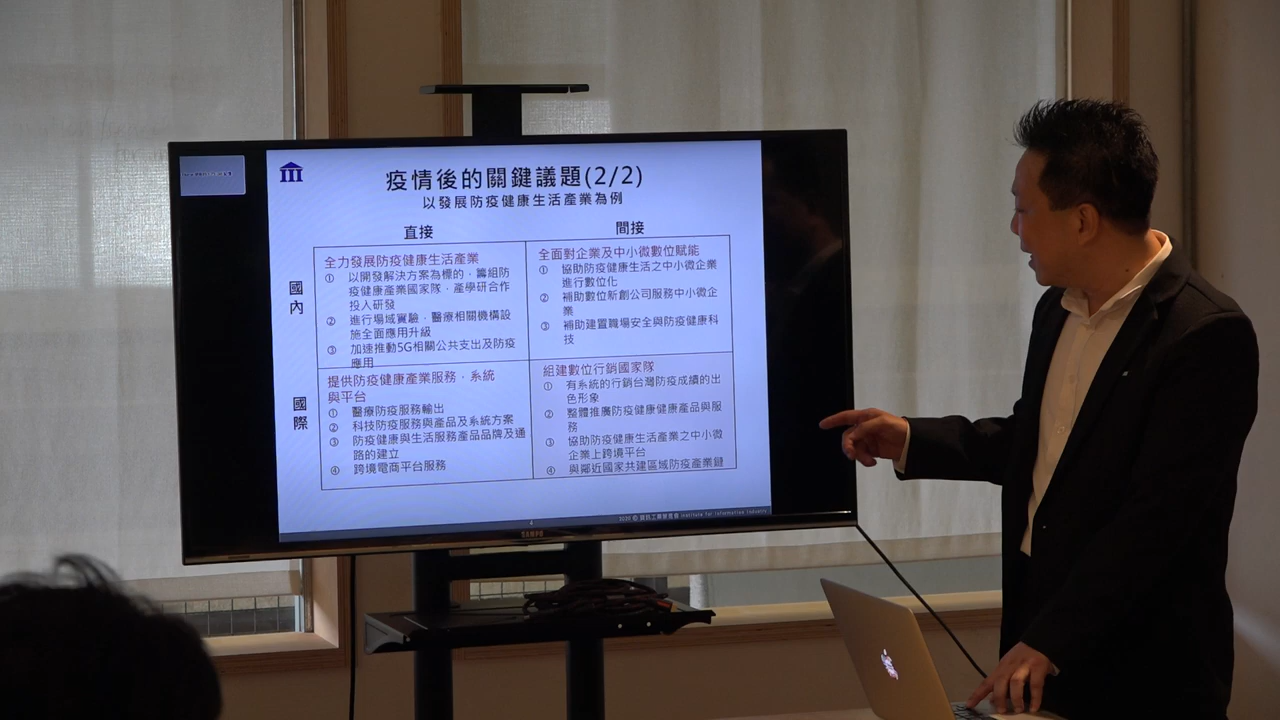 疫情後的關鍵議題(2/2)
以發展防疫健康生活產業為例
直接
間接
國內
全力發展防疫健康生活產業
① 以開發解決方案為標的，籌組防
疫健康產業國家隊，產學研合作
投入研發
② 進行場域實驗，醫療相關機構設
施全面應用升級
③ 加速推動5G相關公共支出及防疫
應用
全面對企業及中小微數位賦能
① 協助防疫健康生活之中小微企業
進行數位化
② 補助數位新創公司服務中小微企
業
③ 補助建置職場安全與防疫健康科
技
國際
提供防疫健康產業服務，系統
與平台
① 醫療防疫服務輸出
② 科技防疫服務與產品及系統方案
③ 防疫健康與生活服務產品品牌及通
路的建立
④ 跨境電商平台服務
組建數位行銷國家隊
① 有系統的行銷台灣防疫成績的出
色形象
② 整體推廣防疫健康健康產品與服
務
③ 協助防疫健康生活產業之中小微
企業上跨境平台
④ 與鄰近國家共建區域防疫產業鏈
4
2020 © 資訊工業策進會 Institute for Information Industry
SAMPO